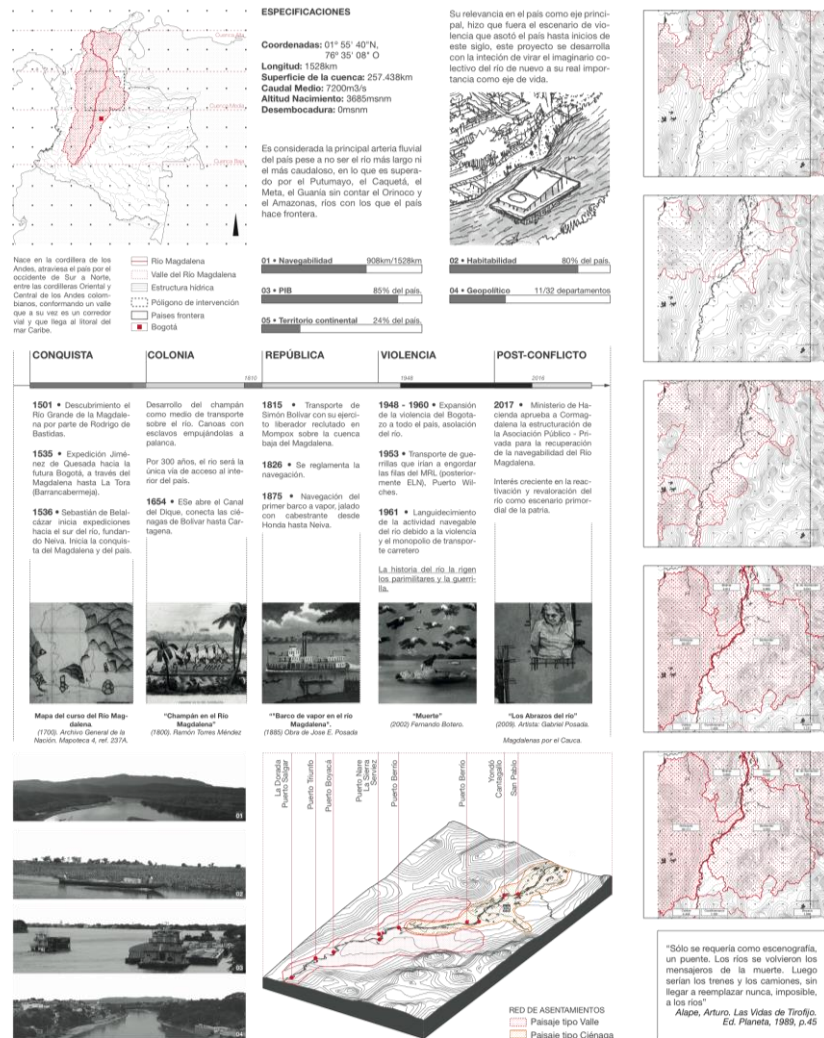 ESPECIFICACIONES
Coordenadas: 01º 55' 40"N,
76º 35' 08" O
Longitud: 1528km
Superficie de la cuenca: 257.438km
Caudal Medio: 7200m3/s
Altitud Nacimiento: 3685msnm
Desembocadura: 0msnm
Es considerada la principal arteria fluvial
del país pese a no ser el río más largo ni
el más caudaloso, en lo que es supera-
do por el Putumayo, el Caquetá, el
Meta, el Guanía sin contar el Orinoco y
el Amazonas, ríos con los que el país
hace frontera.
Su relevancia en el país como eje princi-
pal, hizo que fuera el escenario de vio-
lencia que asotó el país hasta inicios de
este siglo, este proyecto se desarrolla
con la inteción de virar el imaginario co-
lectivo del río de nuevo a su real impor-
tancia como eje de vida.
Cuenca Media
Cuenca Baja
Nace en la cordillera de los
Andes, atraviesa el país por el
occidente de Sur a Norte,
entre las cordilleras Oriental y
Central de los Andes colom-
bianos, conformando un valle
que a su vez es un corredor
vial y que llega al litoral del
mar Caribe.
Río Magdalena
Valle del Río Magdalena
Estructura hídrica
Polígono de intervención
Paises frontera
Bogotá
01 • Navegabilidad 908km/1528km
02 • Habitabilidad 80% del país
03 • PIB 85% del país
04 • Geopolítico 11/32 departamentos
05 • Territorio continental 24% del país
CONQUISTA
COLONIA
REPÚBLICA
VIOLENCIA
POST-CONFLICTO
1810
1948
2016
1501 • Descubrimiento el
Río Grande de la Magdale-
na por parte de Rodrigo de
Bastidas.
1535 • Expedición Jimé-
nez de Quesada hacia la
futura Bogotá, a través del
Magdalena hasta La Tora
(Barrancabermeja).
1536 • Sebastián de Belal-
cázar inicia expediciones
hacia el sur del río, fundan-
do Neiva. Inicia la conquis-
ta del Magdalena y del país.
Desarrollo del champán
como medio de transporte
sobre el río. Canoas con
esclavos empujándolas a
palanca.
Por 300 años, el río será la
única vía de acceso al inte-
rior del país.
1654 • ESe abre el Canal
del Dique, conecta las cié-
nagas de Bolívar hasta Car-
tagena.
1815 • Transporte de
Simón Bolívar con su ejerci-
to liberador reclutado en
Mompox sobre la cuenca
baja del Magdalena.
1826 • Se reglamenta la
navegación.
1875 • Navegación del
primer barco a vapor, jalado
con cabestrante desde
Honda hasta Neiva.
1948 - 1960 • Expansión
de la violencia del Bogota-
zo a todo el país, asolación
del río.
1953 • Transporte de gue-
rrillas que irían a engordar
las filas del MRL (posterior-
mente ELN), Puerto Wil-
ches.
1961 • Languidecimiento
de la actividad navegable
del río debido a la violencia
y el monopolio de transpor-
te carretero
La historia del río la rigen
los parimilitares y la guerri-
lla.
2017 • Ministerio de Ha-
cienda aprueba a Cormag-
dalena la estructuración de
la Asociación Público - Pri-
vada para la recuperación
de la navegabilidad del Río
Magdalena.
Interés creciente en la reac-
tivación y revaloración del
río como escenario primor-
dial de la patria.
Mapa del curso del Río Mag-
dalena.
(1700). Archivo General de la
Nación. Mapoteca 4, ref. 237A.
"Champán en el Río
Magdalena"
(1800). Ramón Torres Méndez
""Barco de vapor en el río
Magdalena".
(1885) Obra de Jose E. Posada
"Muerte"
(2002) Fernando Botero.
"Los Abrazos del río"
(2009). Artista: Gabriel Posada.
Magdalenas por el Cauca.
01
02
03
04
La Dorada
Puerto Salgar
Puerto Triunfo
Puerto Boyacá
Puerto Nare
La Sierra
Serviez
Puerto Berrío
Puerto Berrío
Yondó
Cantagallo
San Pablo
RED DE ASENTAMIENTOS
Paisaje tipo Valle
Paisaje tipo Ciénaga
"Sólo se requería como escenografía,
un puente. Los ríos se volvieron los
mensajeros de la muerte. Luego
serían los trenes y los camiones, sin
llegar a reemplazar nunca, imposible,
a los ríos"
Alape, Arturo. Las Vidas de Tirofijo.
Ed. Planeta, 1989, p.45